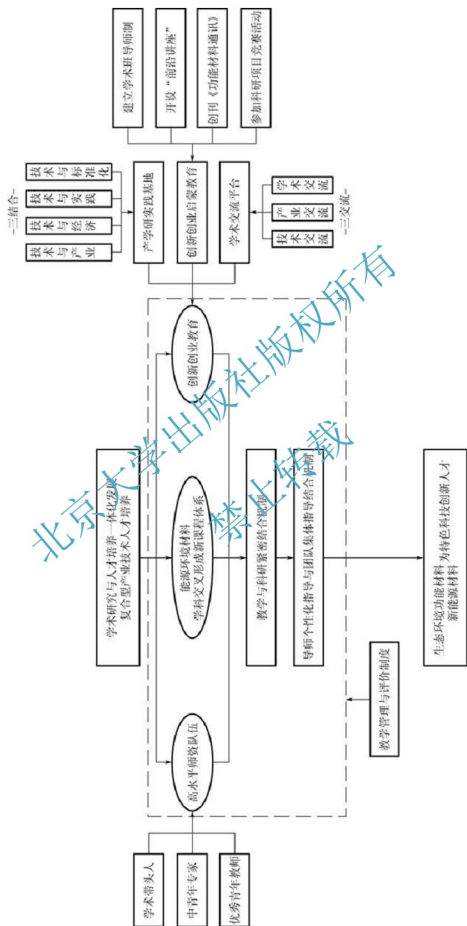 学术研究与人才培养一体化发展
复合型产业技术人才培养
学术带头人
中青年专家
优秀青年教师
高水平师资队伍
能源环境材料
学科交叉形成新课程体系
创新创业教育
教学与科研紧密结合机制
导师个性化指导与团队集体指导结合机制
教学管理与评价制度
生态环境功能材料
新能源材料
为特色科技创新人才
三结合
技术与产业
技术与经济
技术与实践
技术与标准化
产学研实践基地
创新创业启蒙教育
学术交流平台
技术交流
产业交流
学术交流
三交流
建立学术班导师制
开设“前沿讲座”
创刊《功能材料通讯》
参加科研项目竞赛活动
北京大学出版社版权所有
禁止转载